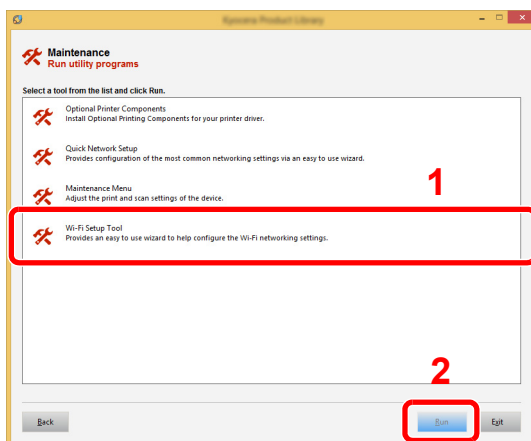 Kyocera Product Library
Maintenance
Run utility programs
Select a tool from the list and click Run.
Optional Printer Components
Install Optional Printing Components for your printer driver.
Quick Network Setup
Provides configuration of the most common networking settings via an easy to use wizard.
1
Maintenance Menu
Adjust the print and scan settings of the device.
Wi-Fi Setup Tool
Provides an easy to use wizard to help configure the Wi-Fi networking settings.
2
Back
Run
Exit